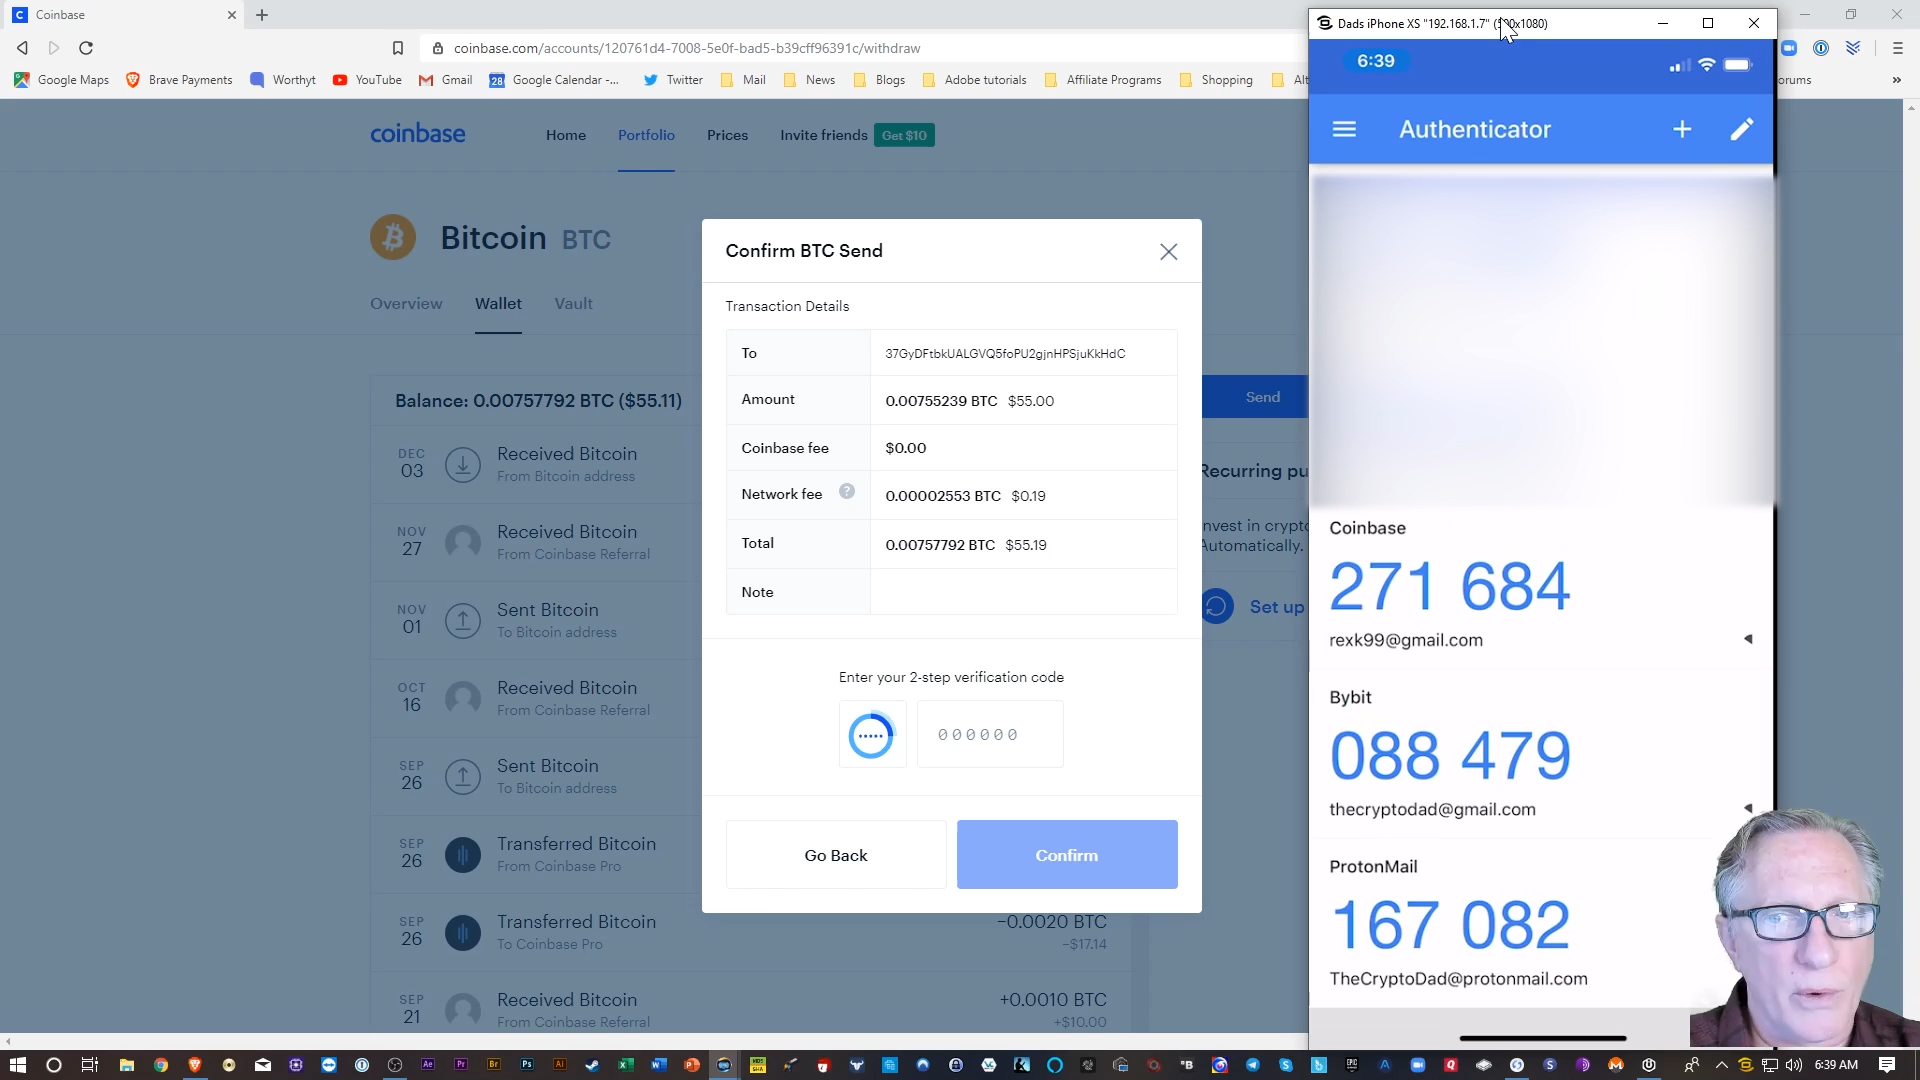 Coinbase
coinbase.com/accounts/120761d4-7008-5e0f-bad5-b39cff96391c/withdraw
Google Maps
Brave Payments
Worthyt
YouTube
Gmail
28
Google Calendar -...
Twitter
Mail
News
Blogs
Adobe tutorials
Affiliate Programs
Shopping
Alt
orums
»
coinbase
Home
Portfolio
Prices
Invite friends
Get $10
Bitcoin BTC
Overview
Wallet
Vault
Balance: 0.00757792 BTC ($55.11)
Send
DEC 03
Received Bitcoin
From Bitcoin address
NOV 27
Received Bitcoin
From Coinbase Referral
NOV 01
Sent Bitcoin
To Bitcoin address
OCT 16
Received Bitcoin
From Coinbase Referral
SEP 26
Sent Bitcoin
To Bitcoin address
SEP 26
Transferred Bitcoin
From Coinbase Pro
SEP 26
Transferred Bitcoin
To Coinbase Pro
−0.0020 BTC
−$17.14
SEP 21
Received Bitcoin
From Coinbase Referral
+0.0010 BTC
+$10.00
Recurring pu
nvest in crypto
Automatically.
Set up
Confirm BTC Send
Transaction Details
To
37GyDFtbkUALGVQ5foPU2gjnHPSjuKkHdC
Amount
0.00755239 BTC $55.00
Coinbase fee
$0.00
Network fee ?
0.00002553 BTC $0.19
Total
0.00757792 BTC $55.19
Note
Enter your 2-step verification code
000000
Go Back
Confirm
Dads iPhone XS "192.168.1.7" (500x1080)
6:39
Authenticator
Coinbase
271 684
rexk99@gmail.com
Bybit
088 479
thecryptodad@gmail.com
ProtonMail
167 082
TheCryptoDad@protonmail.com
6:39 AM